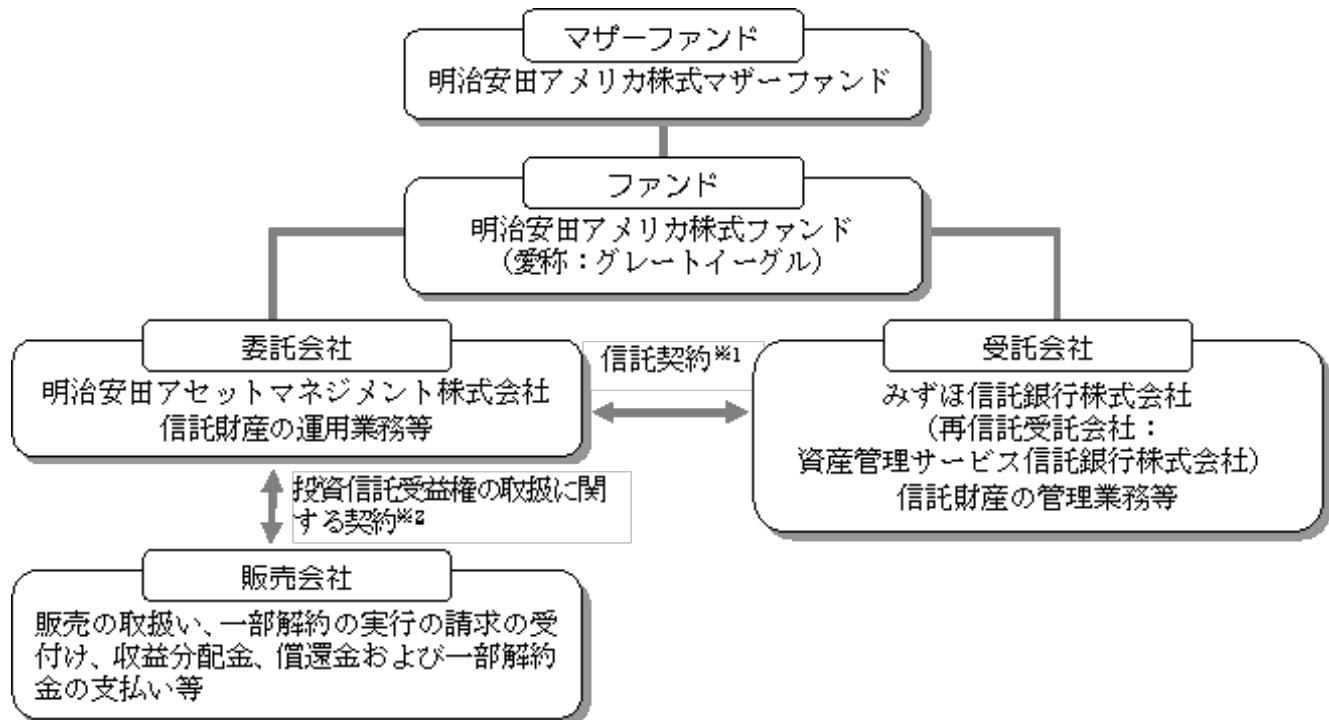 マザーファンド
明治安田アメリカ株式マザーファンド
ファンド
明治安田アメリカ株式ファンド
（愛称：グレートイーグル）
委託会社
明治安田アセットマネジメント株式会社
信託財産の運用業務等
信託契約※1
受託会社
みずほ信託銀行株式会社
（再信託受託会社：
資産管理サービス信託銀行株式会社）
信託財産の管理業務等
投資信託受益権の取扱に関
する契約※2
販売会社
販売の取扱い、一部解約の実行の請求の受
付け、収益分配金、償還金および一部解約
金の支払い等